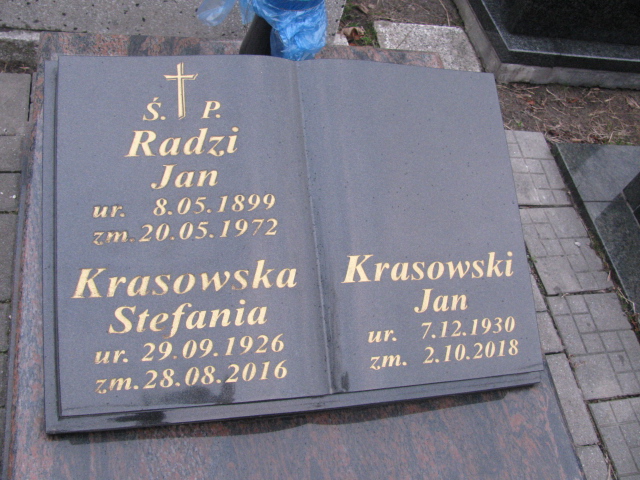 Ś. P.
Radzi
Jan
ur. 8.05.1899
zm. 20.05.1972
Krasowska
Stefania
ur. 29.09.1926
zm. 28.08.2016
Krasowski
Jan
ur. 7.12.1930
zm. 2.10.2018